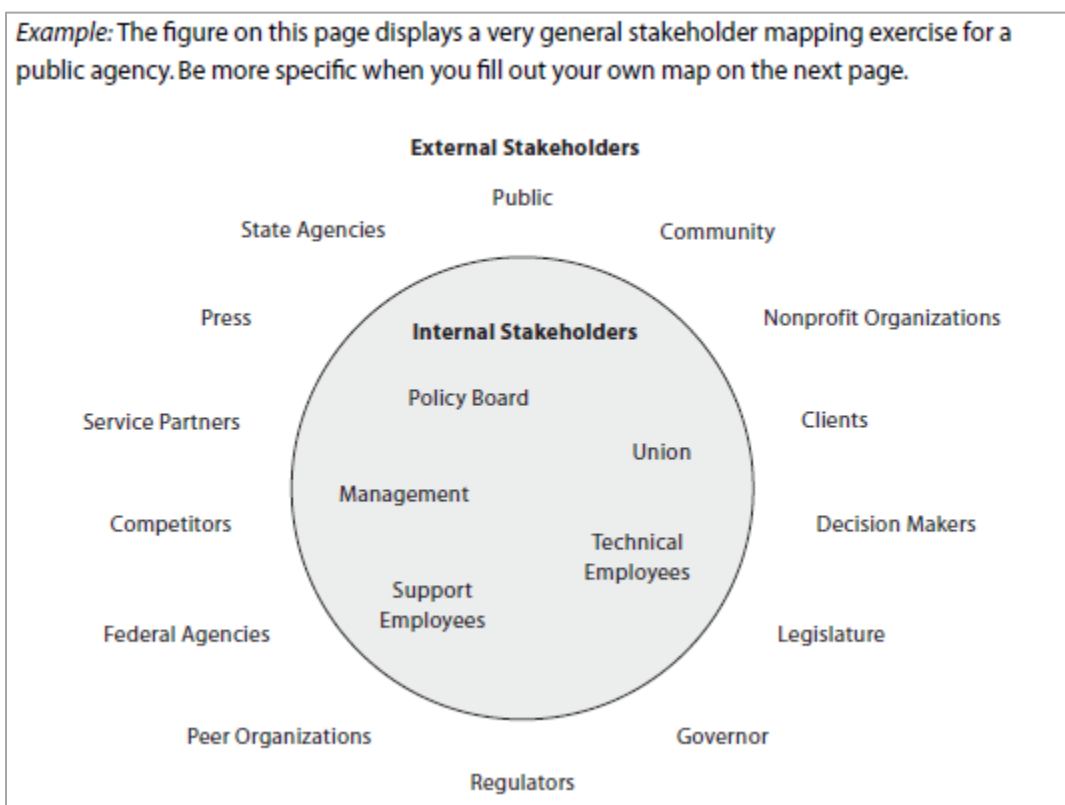 Example: The figure on this page displays a very general stakeholder mapping exercise for a
public agency. Be more specific when you fill out your own map on the next page.
External Stakeholders
Public
State Agencies
Community
Press
Nonprofit Organizations
Internal Stakeholders
Policy Board
Service Partners
Clients
Union
Management
Competitors
Decision Makers
Technical
Employees
Support
Employees
Federal Agencies
Legislature
Peer Organizations
Governor
Regulators